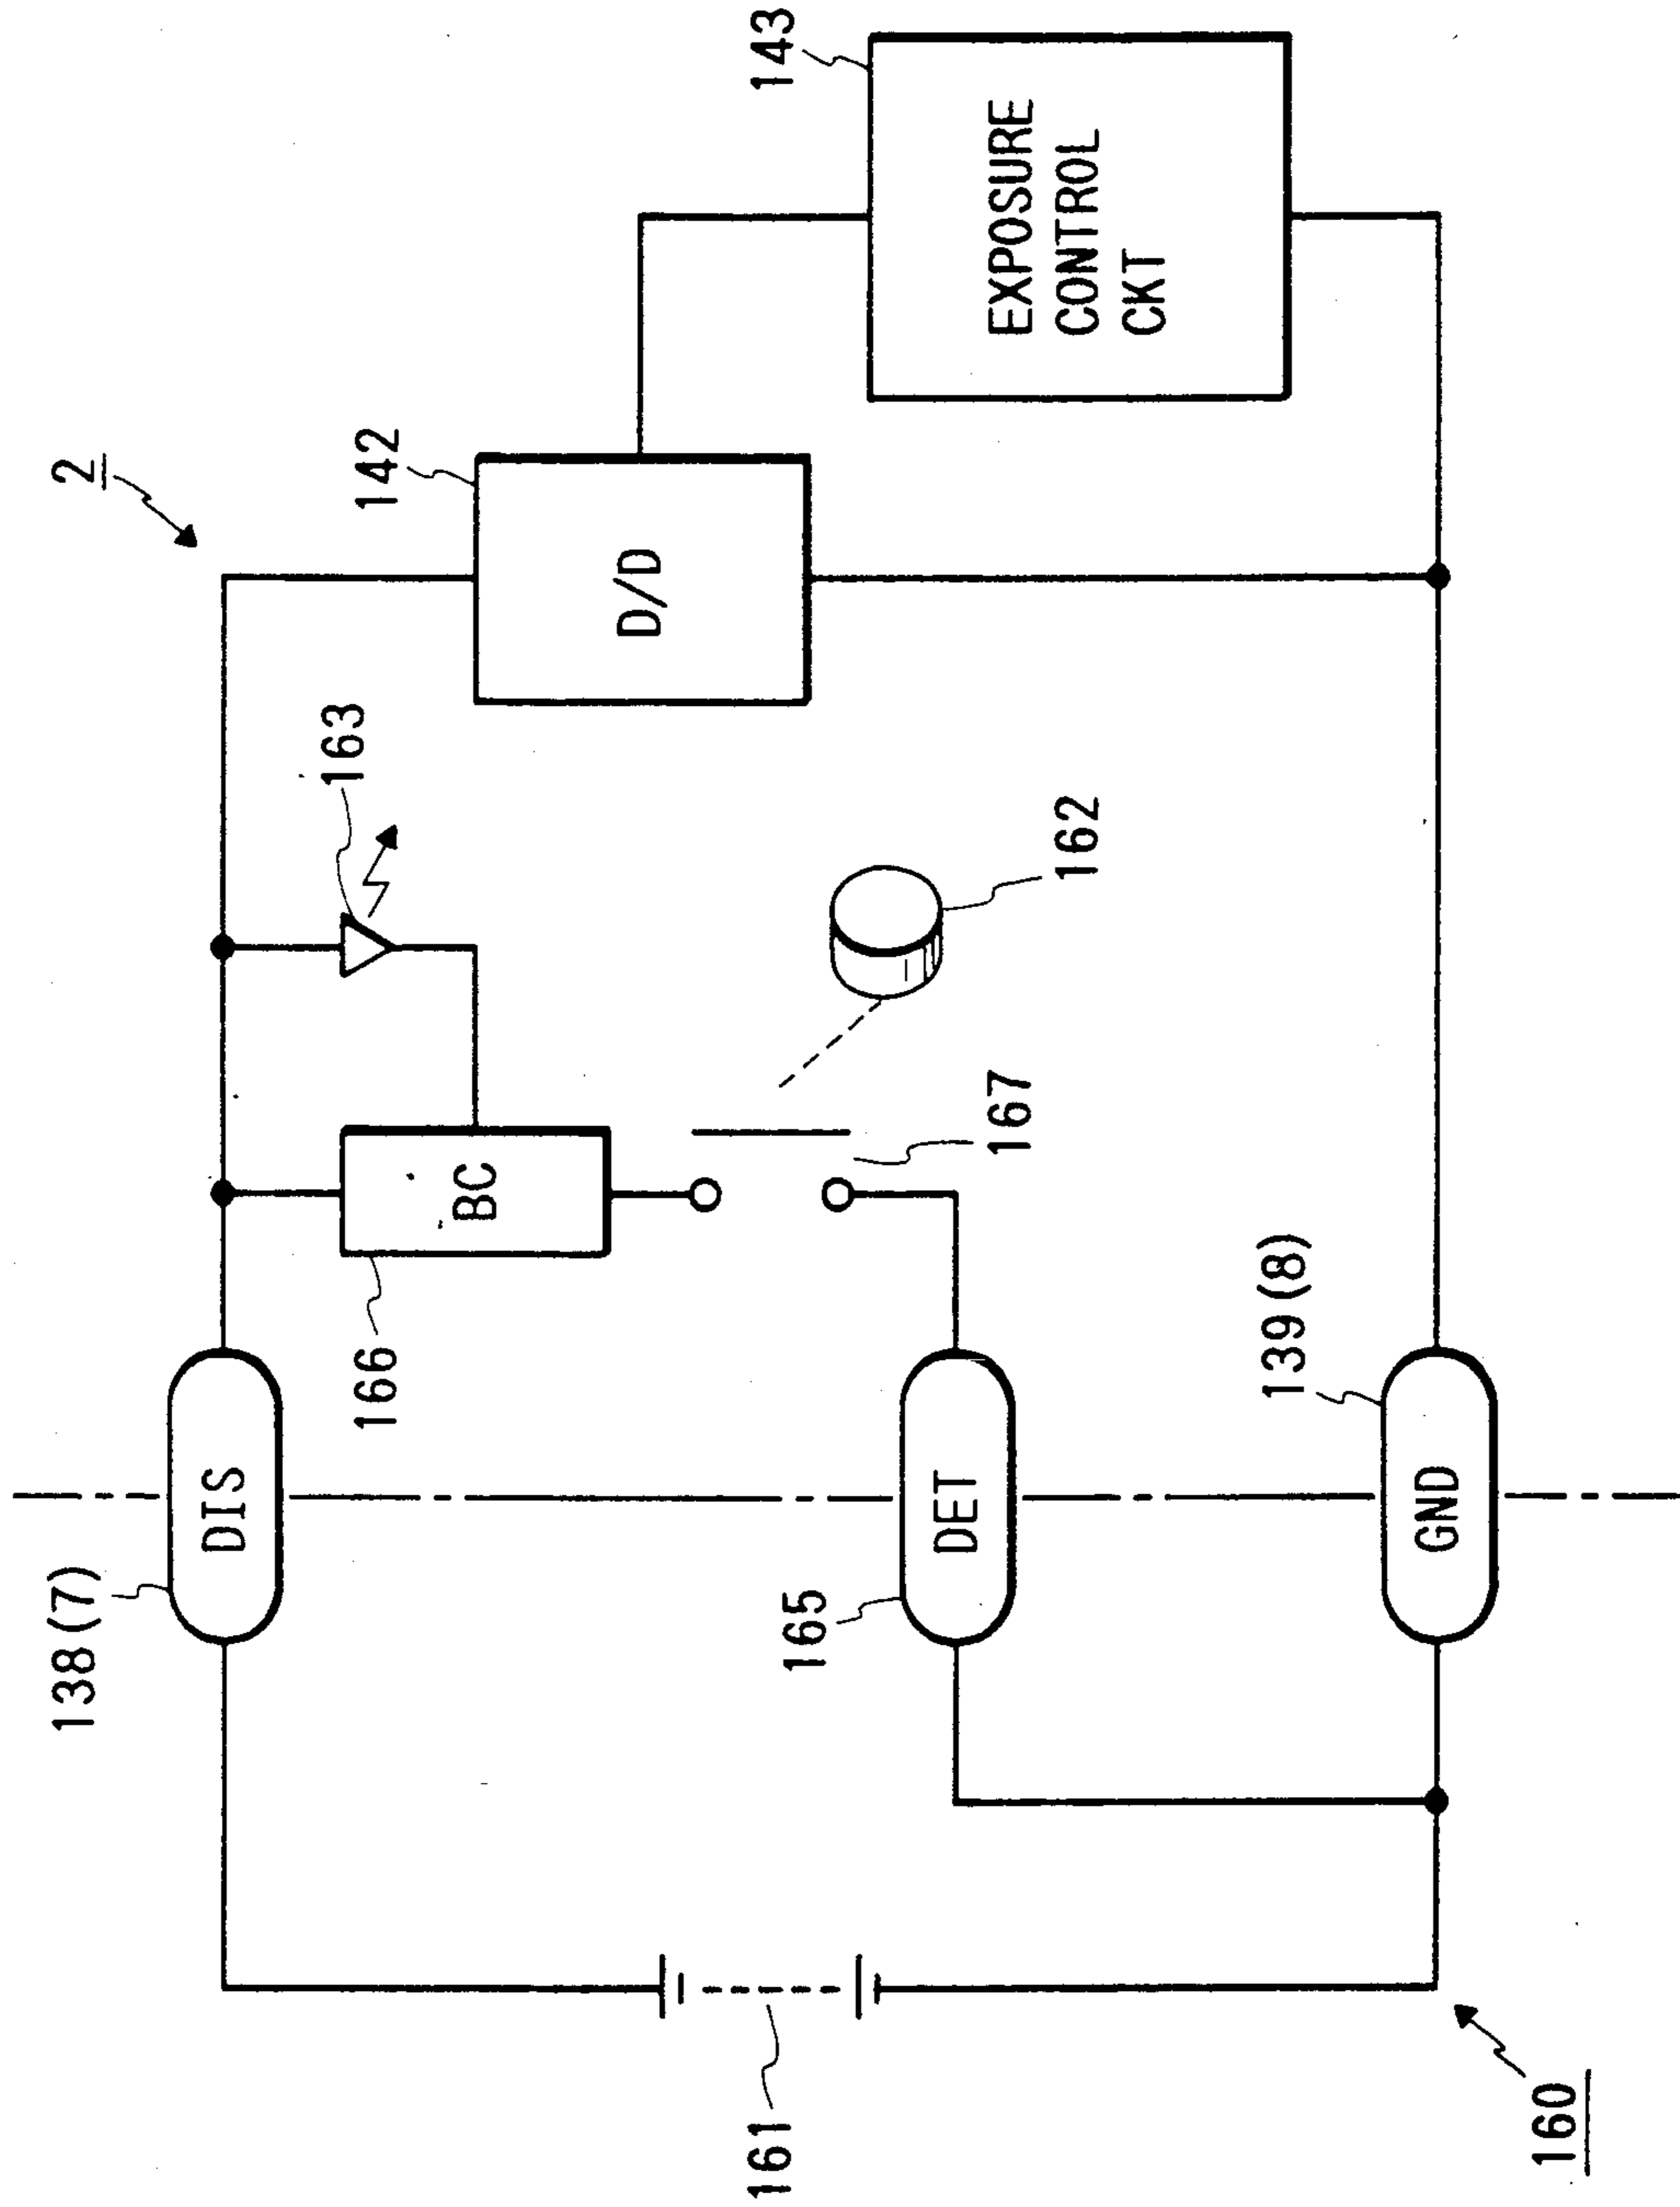 2
143
142
163
138 (7)
DIS
D/D
EXPOSURE
CONTROL
CKT
166
BC
162
167
165
DET
161
139 (8)
GND
160